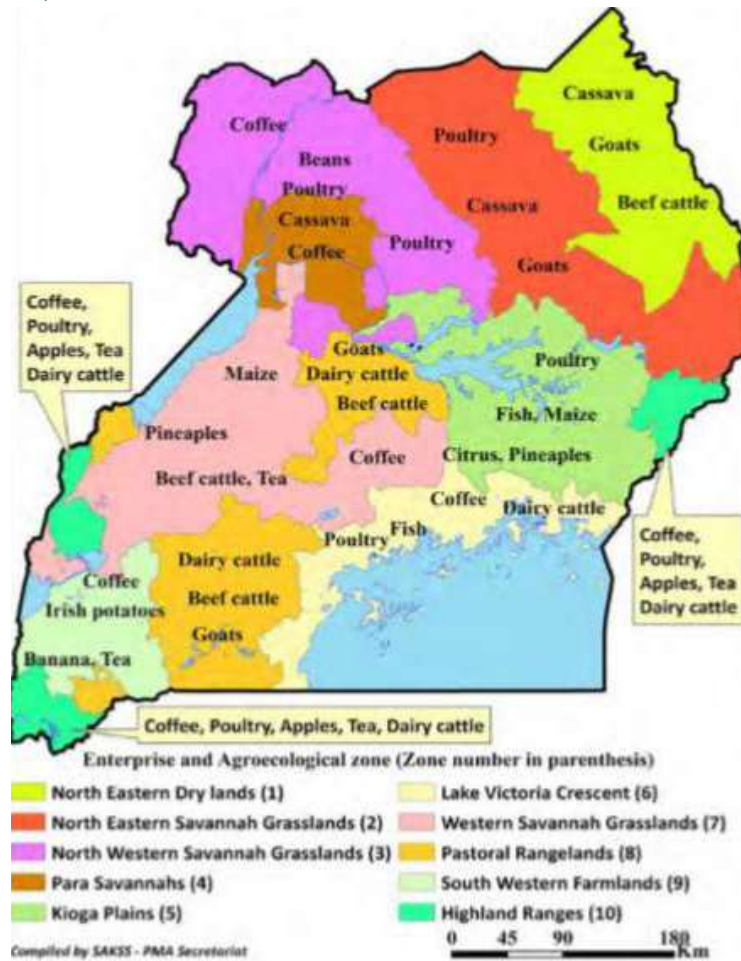 Cassava
Coffee
Poultry
Goats
Beans
Poultry
Beef cattle
Cassava
Cassava
Coffee
Poultry
Goats
Coffee,
Poultry,
Apples, Tea
Dairy cattle
Goats
Poultry
Maize
Dairy cattle
Beef cattle
Fish, Maize
Pineaples
Coffee
Citrus, Pineaples
Beef cattle, Tea
Coffee
Dairy cattle
Poultry
Fish
Coffee,
Poultry,
Apples, Tea
Dairy cattle
Dairy cattle
Coffee
Beef cattle
Irish potatoes
Goats
Banana, Tea
Coffee, Poultry, Apples, Tea, Dairy cattle
Enterprise and Agroecological zone (Zone number in parenthesis)
North Eastern Dry lands (1)
North Eastern Savannah Grasslands (2)
North Western Savannah Grasslands (3)
Para Savannahs (4)
Kioga Plains (5)
Lake Victoria Crescent (6)
Western Savannah Grasslands (7)
Pastoral Rangelands (8)
South Western Farmlands (9)
Highland Ranges (10)
0 45 90 180
Km
Compiled by SAKSS - PMA Secretariat